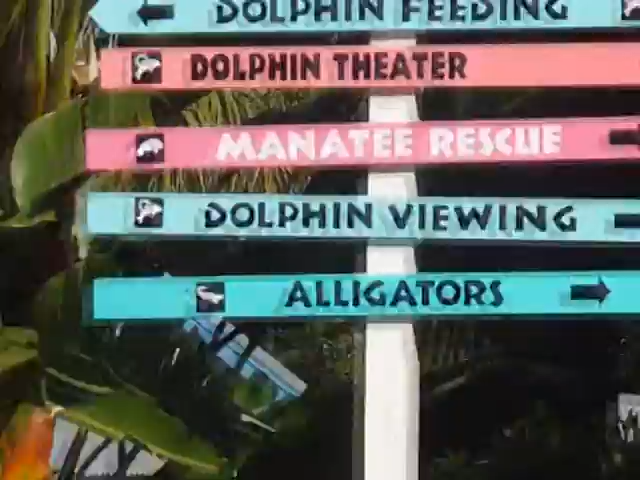 DOLPHIN FEEDING
DOLPHIN THEATER
MANATEE RESCUE
DOLPHIN VIEWING
ALLIGATORS